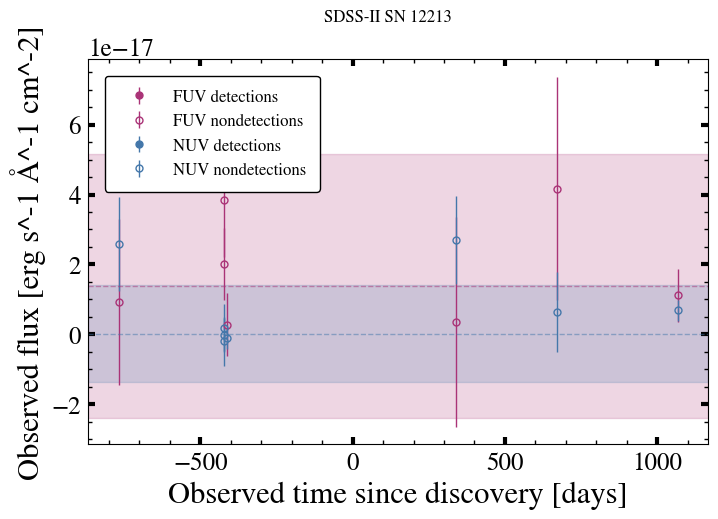 SDSS-II SN 12213
1e−17
FUV detections
FUV nondetections
NUV detections
NUV nondetections
6
4
2
0
−2
−500
0
500
1000
Observed time since discovery [days]
Observed flux [erg s^-1 Å^-1 cm^-2]